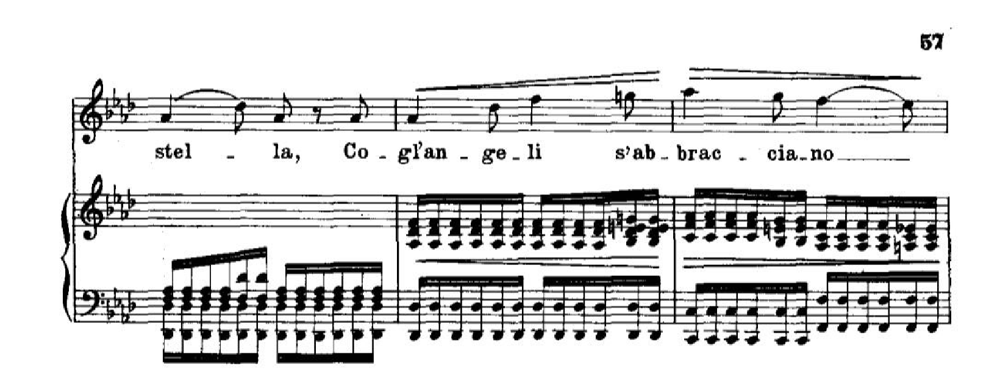 57
stel - la, Co - gl'an - ge - li s'ab - brac - cia - no